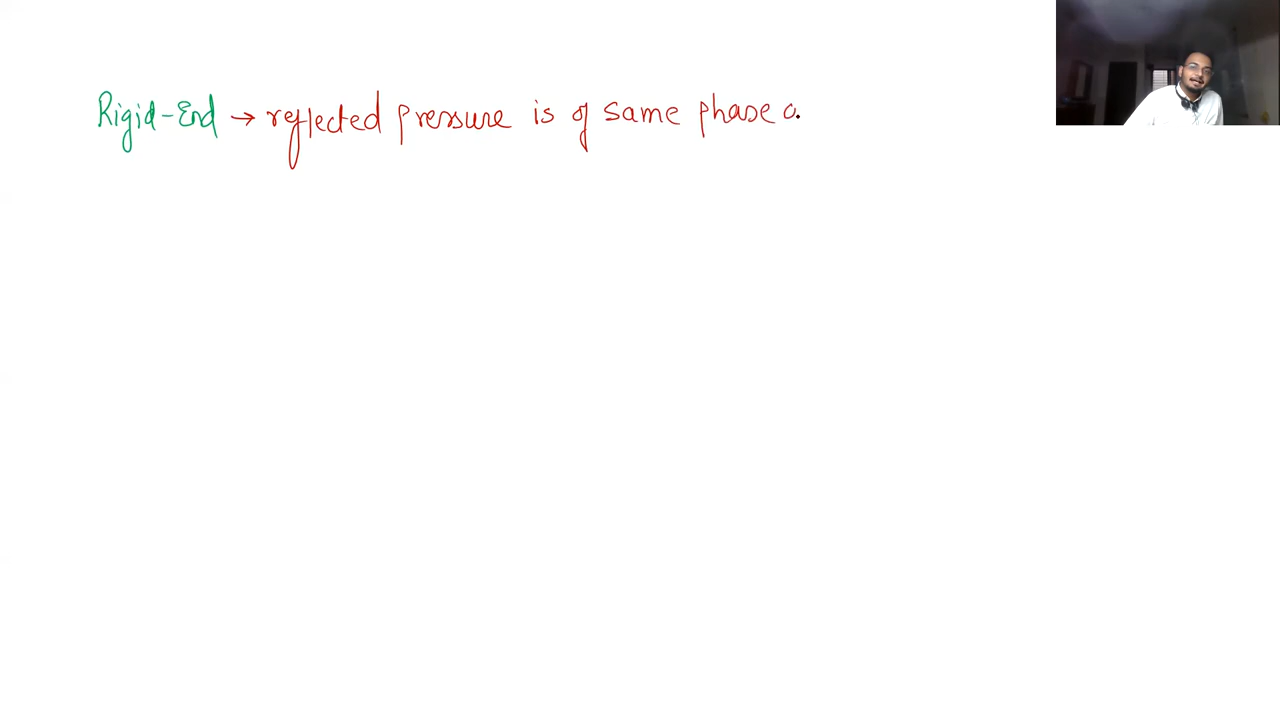 Rigid-End → reflected pressure is of same phase